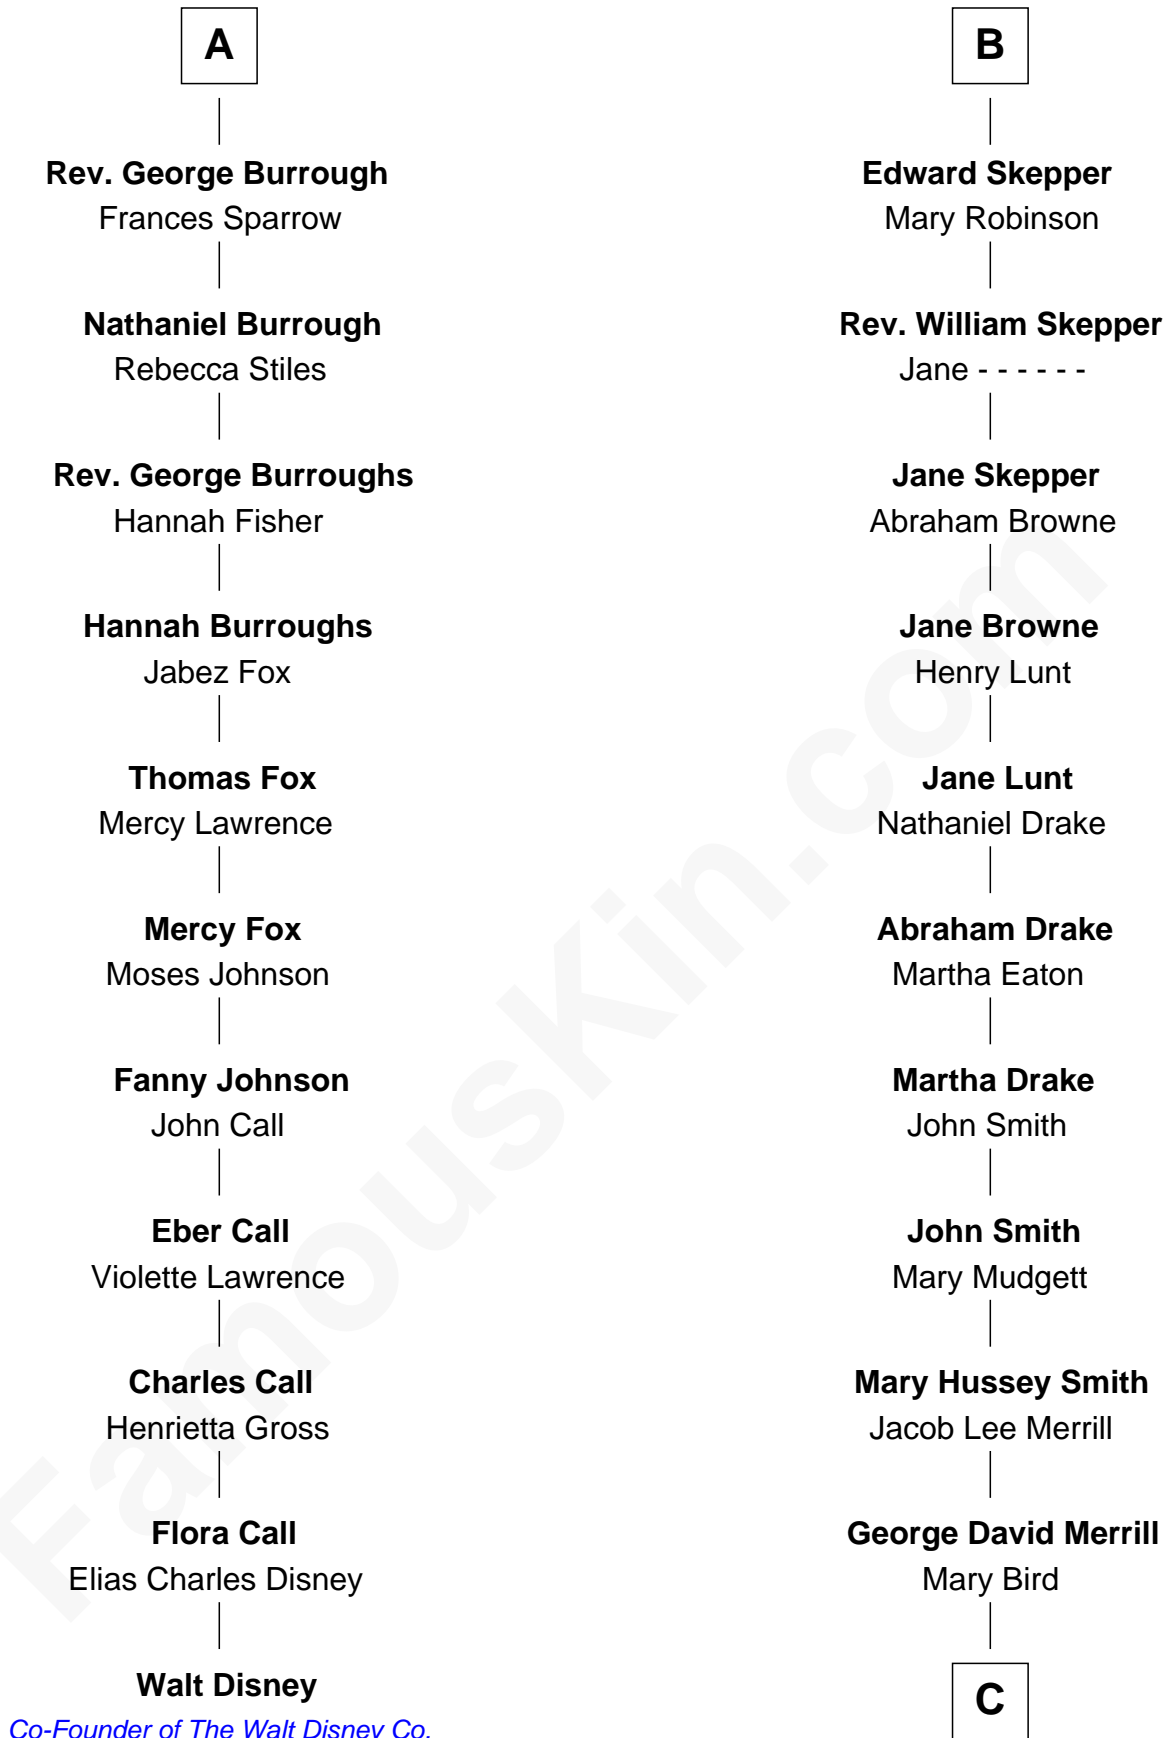 A
Rev. George Burrough
Frances Sparrow
Nathaniel Burrough
Rebecca Stiles
Rev. George Burroughs
Hannah Fisher
Hannah Burroughs
Jabez Fox
Thomas Fox
Mercy Lawrence
Mercy Fox
Moses Johnson
Fanny Johnson
John Call
Eber Call
Violette Lawrence
Charles Call
Henrietta Gross
Flora Call
Elias Charles Disney
Walt Disney
Co-Founder of The Walt Disney Co.
B
Edward Skepper
Mary Robinson
Rev. William Skepper
Jane - - - - - -
Jane Skepper
Abraham Browne
Jane Browne
Henry Lunt
Jane Lunt
Nathaniel Drake
Abraham Drake
Martha Eaton
Martha Drake
John Smith
John Smith
Mary Mudgett
Mary Hussey Smith
Jacob Lee Merrill
George David Merrill
Mary Bird
C
FamousKin.com